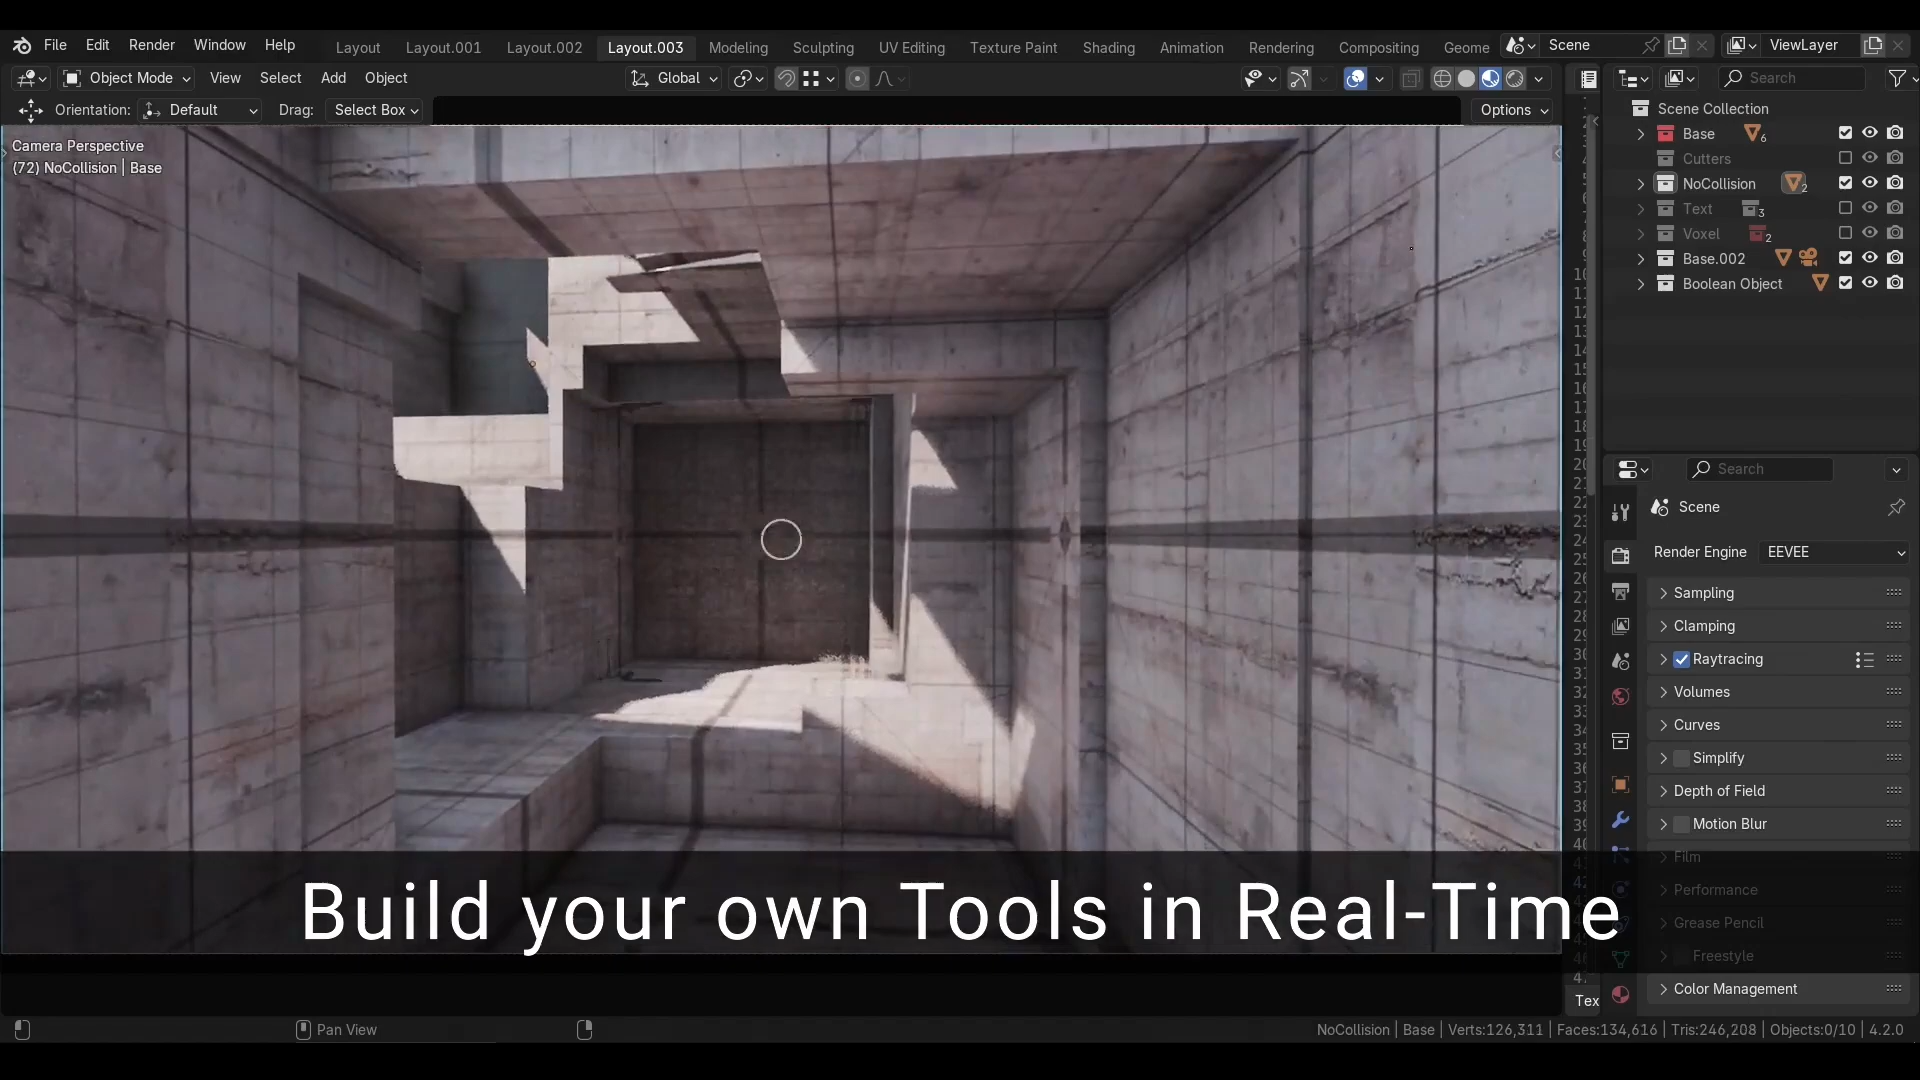 File Edit Render Window Help Layout Layout.001 Layout.002 Layout.003 Modeling Sculpting UV Editing Texture Paint Shading Animation Rendering Compositing Geome Scene ViewLayer
Object Mode View Select Add Object Global Search
Orientation: Default Drag: Select Box Options
Camera Perspective
(72) NoCollision | Base
Scene Collection
Base 6
Cutters
NoCollision 2
Text 3
Voxel 2
Base.002
Boolean Object
Search
Scene
Render Engine EEVEE
Sampling
Clamping
Raytracing
Volumes
Curves
Simplify
Depth of Field
Motion Blur
Film
Performance
Grease Pencil
Freestyle
Color Management
Build your own Tools in Real-Time
Tex
Pan View
NoCollision | Base | Verts:126,311 | Faces:134,616 | Tris:246,208 | Objects:0/10 | 4.2.0